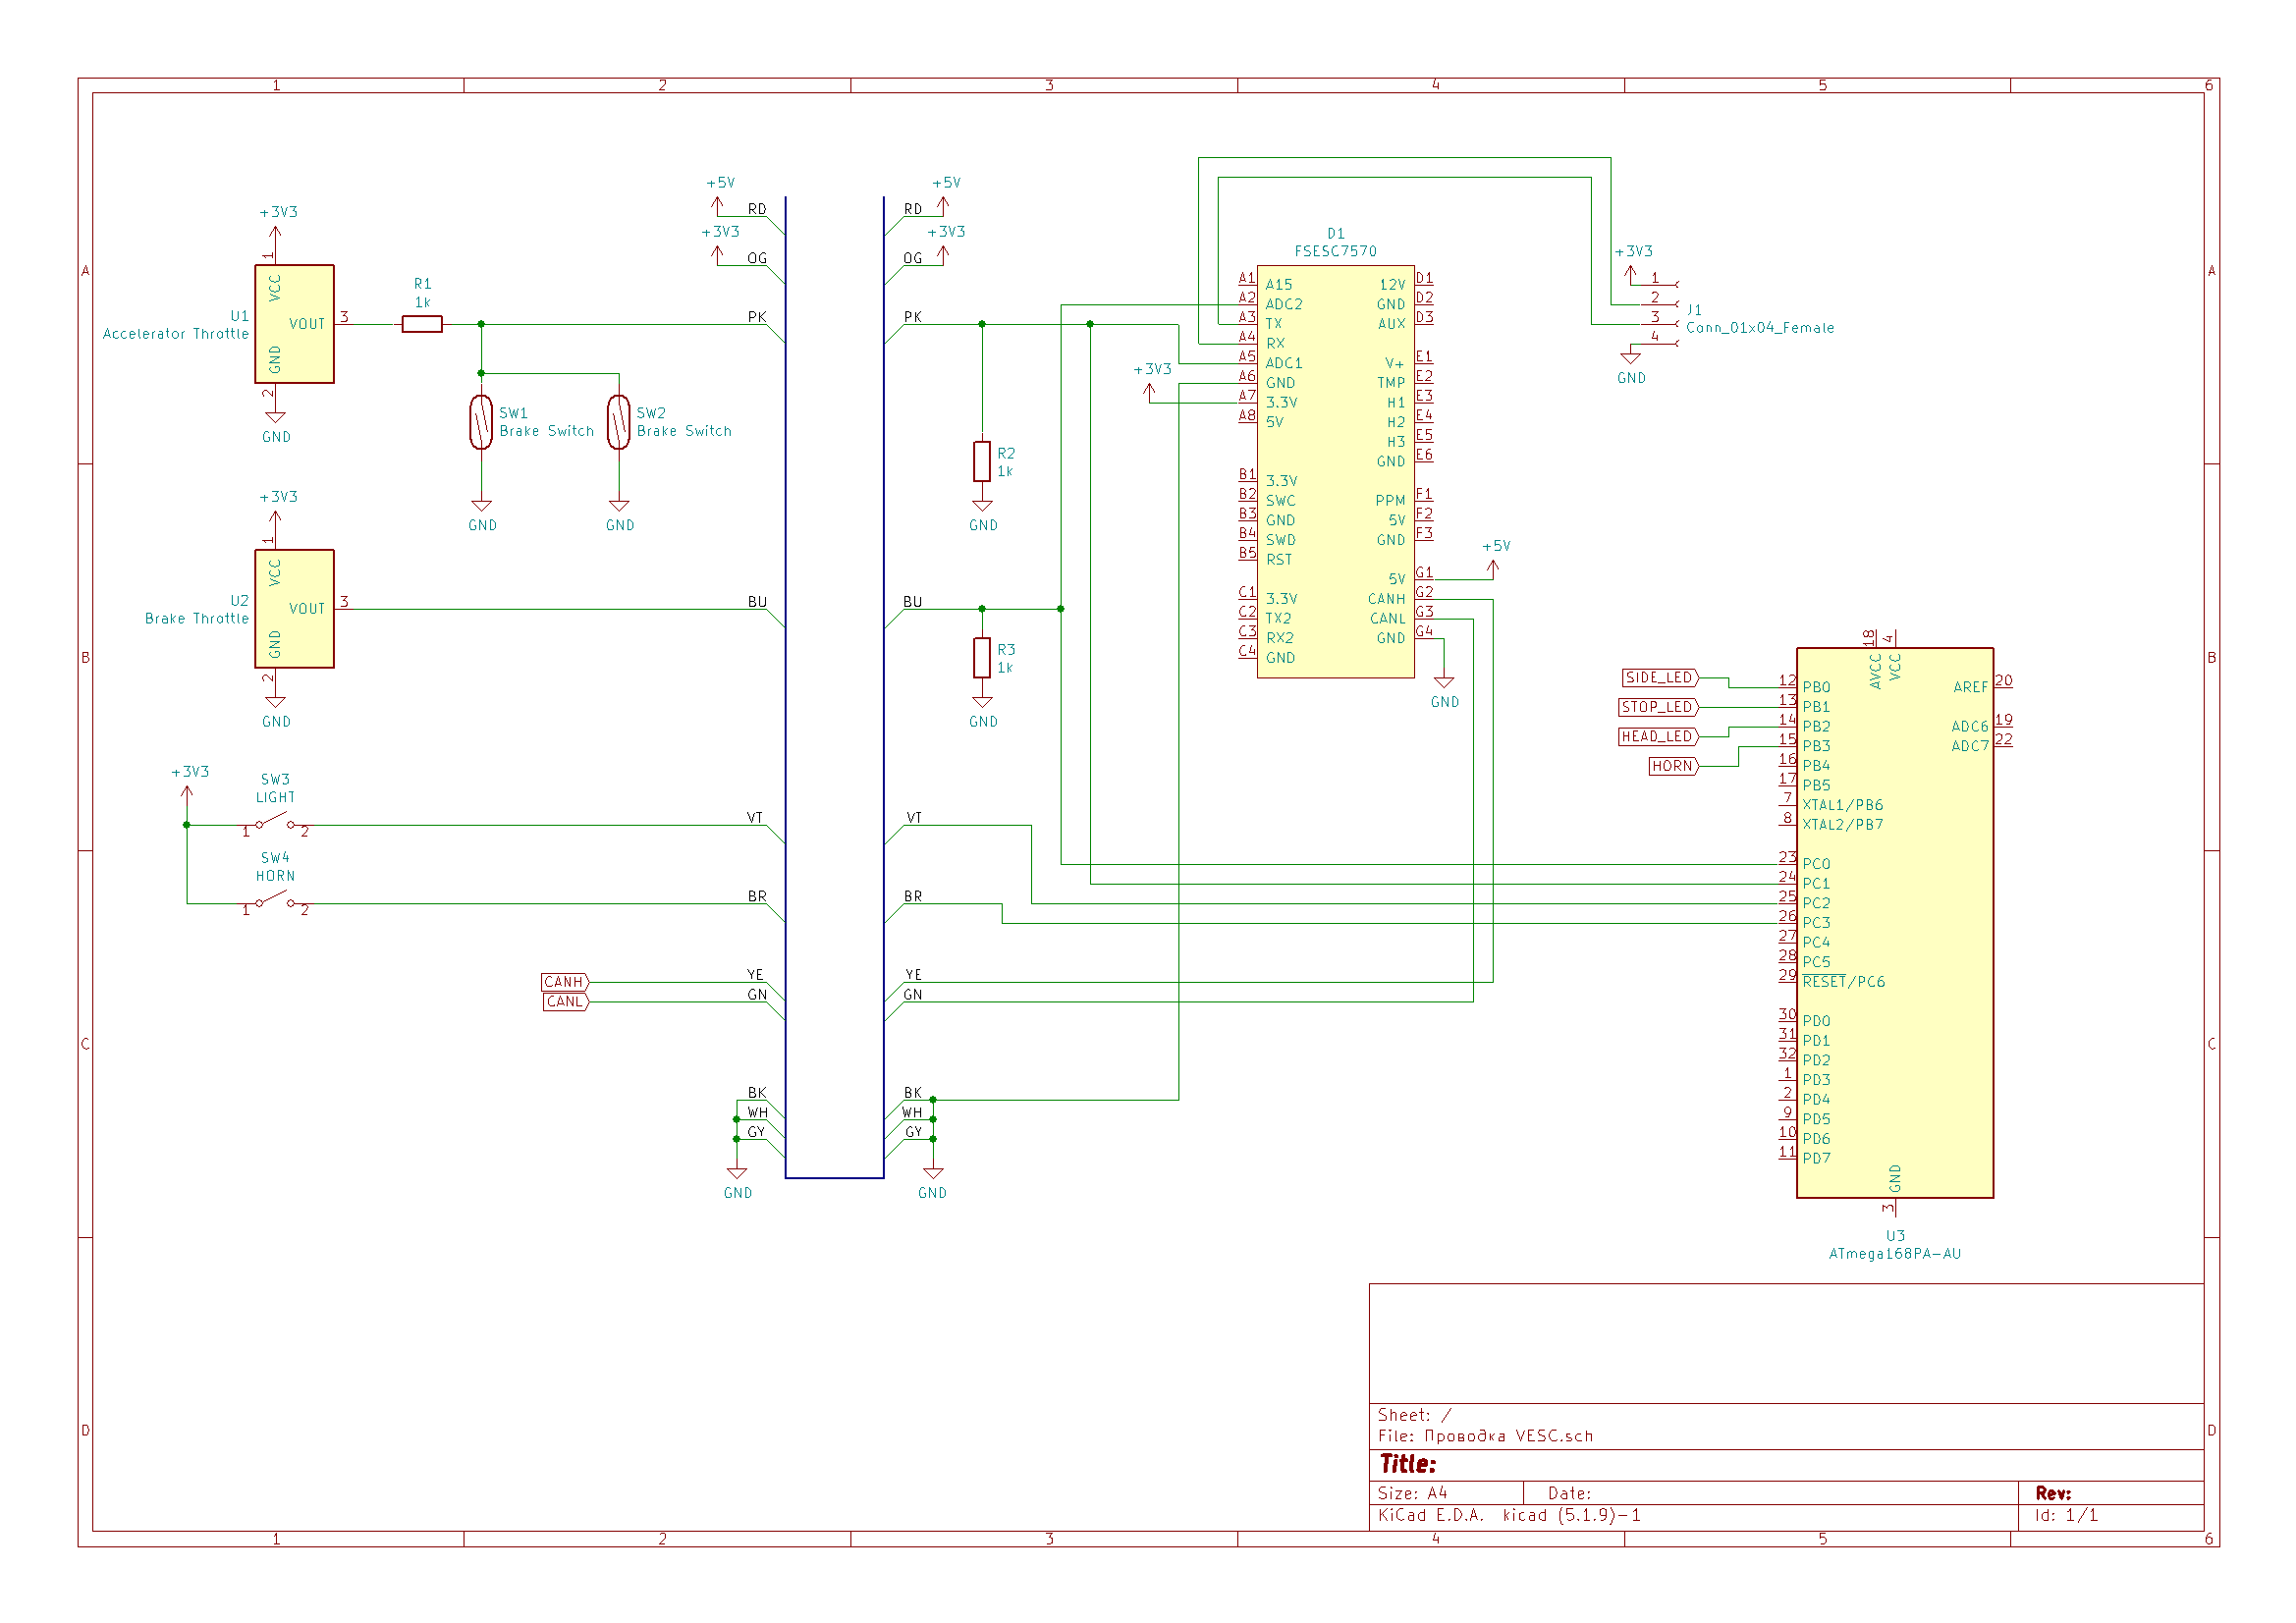 1 2 3 4 5 6
A
B
C
D
+3V3
1
VCC
VOUT 3
GND
2
GND
U1
Accelerator Throttle
R1
1k
SW1
Brake Switch
GND
SW2
Brake Switch
GND
+3V3
1
VCC
VOUT 3
GND
2
GND
U2
Brake Throttle
+3V3
SW3
LIGHT
1 2
SW4
HORN
1 2
CANH
CANL
+5V
RD
+3V3
OG
PK
BU
VT
BR
YE
GN
BK
WH
GY
GND
+5V
RD
+3V3
OG
PK
BU
VT
BR
YE
GN
BK
WH
GY
GND
R2
1k
GND
R3
1k
GND
+3V3
D1
FSESC7570
A1 A15
A2 ADC2
A3 TX
A4 RX
A5 ADC1
A6 GND
A7 3.3V
A8 5V
B1 3.3V
B2 SWC
B3 GND
B4 SWD
B5 RST
C1 3.3V
C2 TX2
C3 RX2
C4 GND
12V D1
GND D2
AUX D3
V+ E1
TMP E2
H1 E3
H2 E4
H3 E5
GND E6
PPM F1
5V F2
GND F3
5V G1
CANH G2
CANL G3
GND G4
+5V
GND
+3V3
1
2
3
4
GND
J1
Conn_01x04_Female
SIDE_LED
STOP_LED
HEAD_LED
HORN
18 4
AVCC VCC
12 PB0
13 PB1
14 PB2
15 PB3
16 PB4
17 PB5
7 XTAL1/PB6
8 XTAL2/PB7
23 PC0
24 PC1
25 PC2
26 PC3
27 PC4
28 PC5
29 RESET/PC6
30 PD0
31 PD1
32 PD2
1 PD3
2 PD4
9 PD5
10 PD6
11 PD7
AREF 20
ADC6 19
ADC7 22
GND
3
U3
ATmega168PA-AU
Sheet: /
File: Проводка VESC.sch
Title:
Size: A4 Date: Rev:
KiCad E.D.A. kicad (5.1.9)-1 Id: 1/1
A
B
C
D
1 2 3 4 5 6